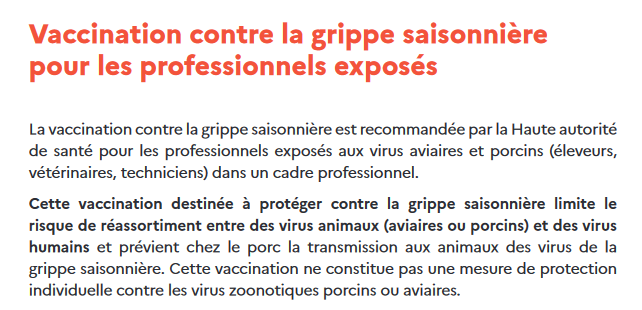 Vaccination contre la grippe saisonnière
pour les professionnels exposés
La vaccination contre la grippe saisonnière est recommandée par la Haute autorité
de santé pour les professionnels exposés aux virus aviaires et porcins (éleveurs,
vétérinaires, techniciens) dans un cadre professionnel.
Cette vaccination destinée à protéger contre la grippe saisonnière limite le
risque de réassortiment entre des virus animaux (aviaires ou porcins) et des virus
humains et prévient chez le porc la transmission aux animaux des virus de la
grippe saisonnière. Cette vaccination ne constitue pas une mesure de protection
individuelle contre les virus zoonotiques porcins ou aviaires.